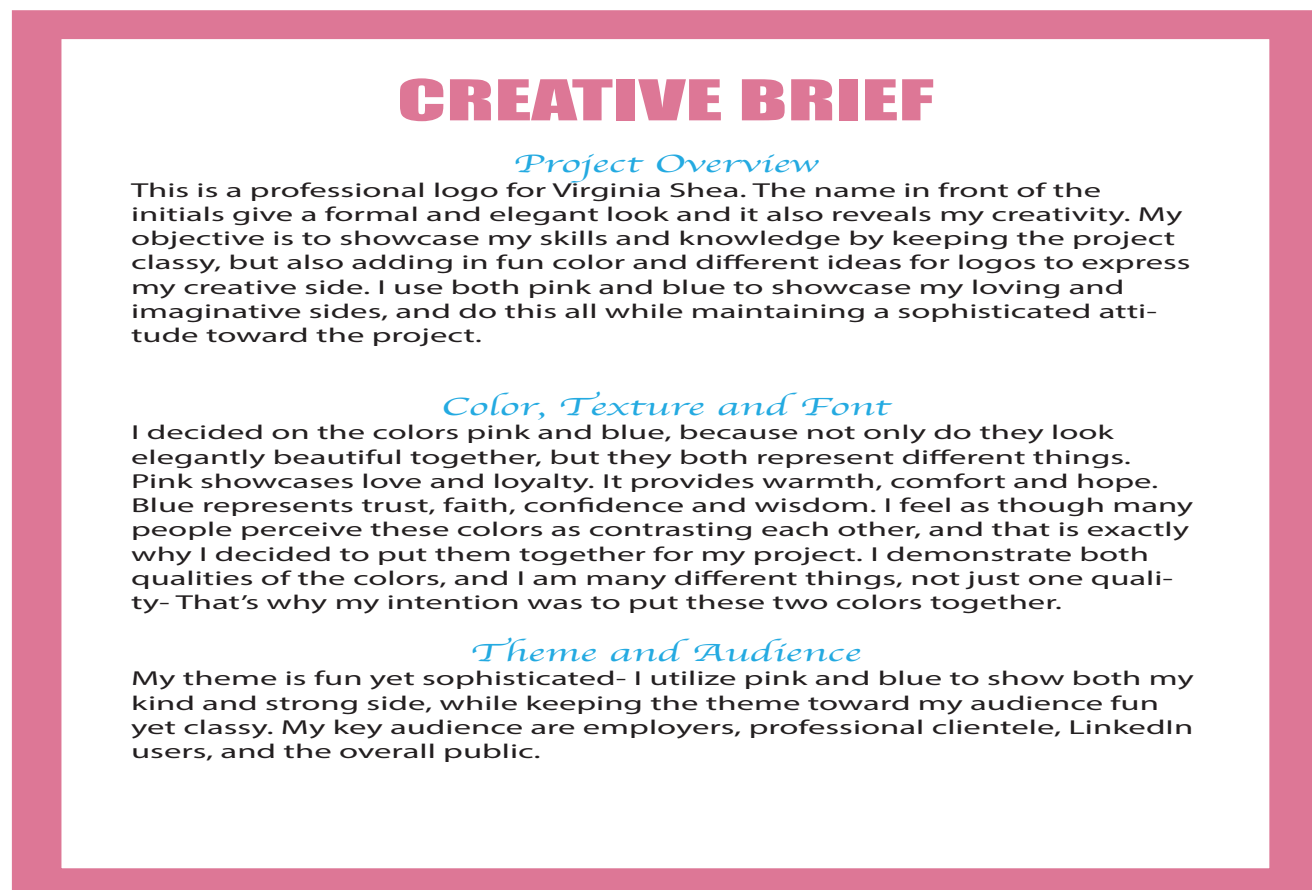 CREATIVE BRIEF
Project Overview
This is a professional logo for Virginia Shea. The name in front of the
initials give a formal and elegant look and it also reveals my creativity. My
objective is to showcase my skills and knowledge by keeping the project
classy, but also adding in fun color and different ideas for logos to express
my creative side. I use both pink and blue to showcase my loving and
imaginative sides, and do this all while maintaining a sophisticated atti-
tude toward the project.
Color, Texture and Font
I decided on the colors pink and blue, because not only do they look
elegantly beautiful together, but they both represent different things.
Pink showcases love and loyalty. It provides warmth, comfort and hope.
Blue represents trust, faith, confidence and wisdom. I feel as though many
people perceive these colors as contrasting each other, and that is exactly
why I decided to put them together for my project. I demonstrate both
qualities of the colors, and I am many different things, not just one quali-
ty- That’s why my intention was to put these two colors together.
Theme and Audience
My theme is fun yet sophisticated- I utilize pink and blue to show both my
kind and strong side, while keeping the theme toward my audience fun
yet classy. My key audience are employers, professional clientele, LinkedIn
users, and the overall public.